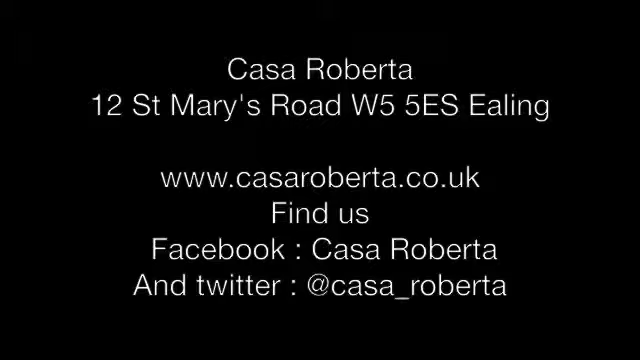 Casa Roberta
12 St Mary's Road W5 5ES Ealing
www.casaroberta.co.uk
Find us
Facebook : Casa Roberta
And twitter : @casa_roberta